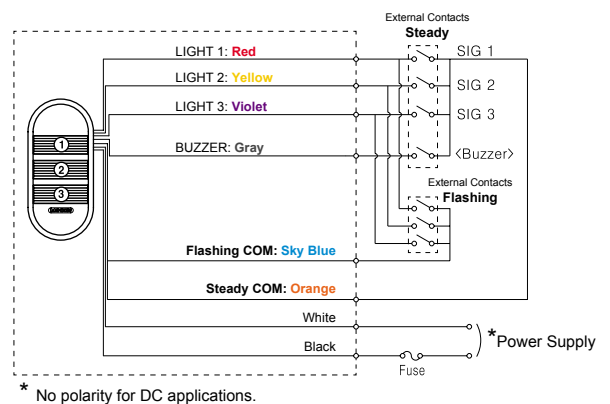 External Contacts
Steady
LIGHT 1: Red
SIG 1
LIGHT 2: Yellow
SIG 2
LIGHT 3: Violet
SIG 3
BUZZER: Gray
<Buzzer>
1
2
3
External Contacts
Flashing
Flashing COM: Sky Blue
Steady COM: Orange
White
*Power Supply
Black
Fuse
* No polarity for DC applications.